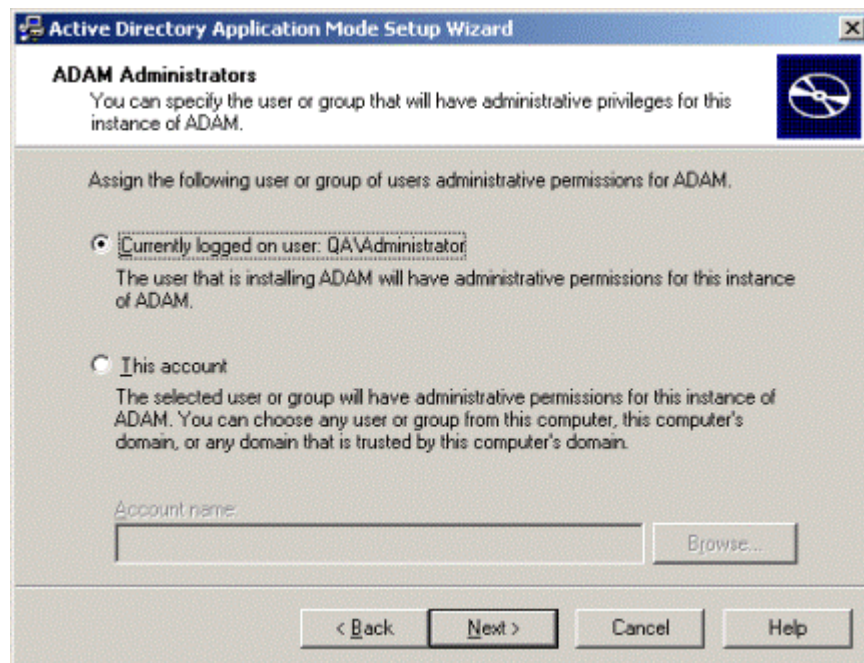 Active Directory Application Mode Setup Wizard
ADAM Administrators
You can specify the user or group that will have administrative privileges for this
instance of ADAM.
Assign the following user or group of users administrative permissions for ADAM.
Currently logged on user: QA\Administrator
The user that is installing ADAM will have administrative permissions for this instance
of ADAM.
This account
The selected user or group will have administrative permissions for this instance of
ADAM. You can choose any user or group from this computer, this computer's
domain, or any domain that is trusted by this computer's domain.
Account name:
Browse...
< Back
Next >
Cancel
Help